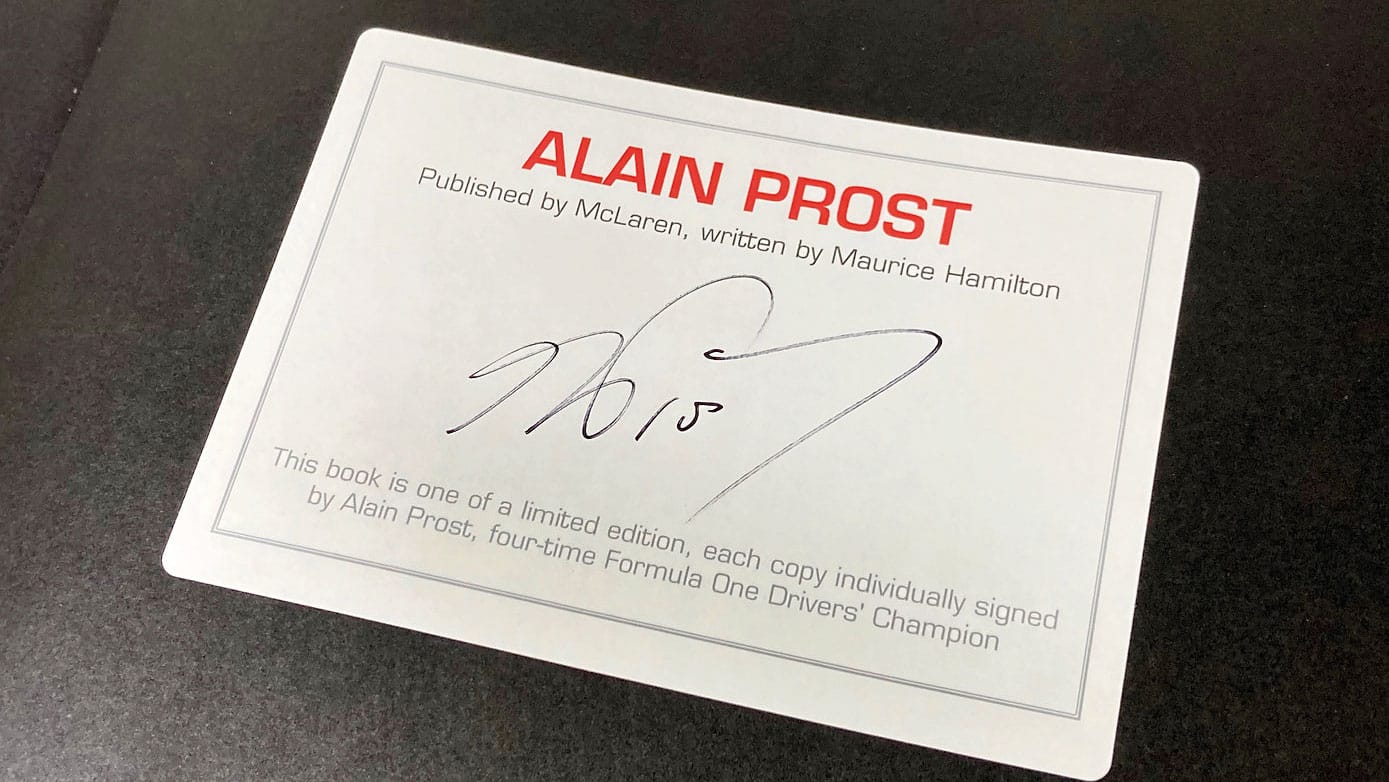 ALAIN PROST
Published by McLaren, written by Maurice Hamilton
This book is one of a limited edition, each copy individually signed
by Alain Prost, four-time Formula One Drivers' Champion